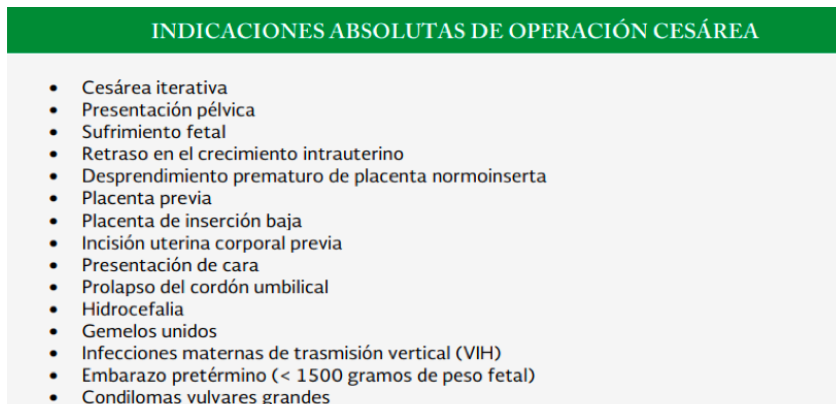 INDICACIONES ABSOLUTAS DE OPERACIÓN CESÁREA
• Cesárea iterativa
• Presentación pélvica
• Sufrimiento fetal
• Retraso en el crecimiento intrauterino
• Desprendimiento prematuro de placenta normoinserta
• Placenta previa
• Placenta de inserción baja
• Incisión uterina corporal previa
• Presentación de cara
• Prolapso del cordón umbilical
• Hidrocefalia
• Gemelos unidos
• Infecciones maternas de trasmisión vertical (VIH)
• Embarazo pretérmino (< 1500 gramos de peso fetal)
• Condilomas vulvares grandes